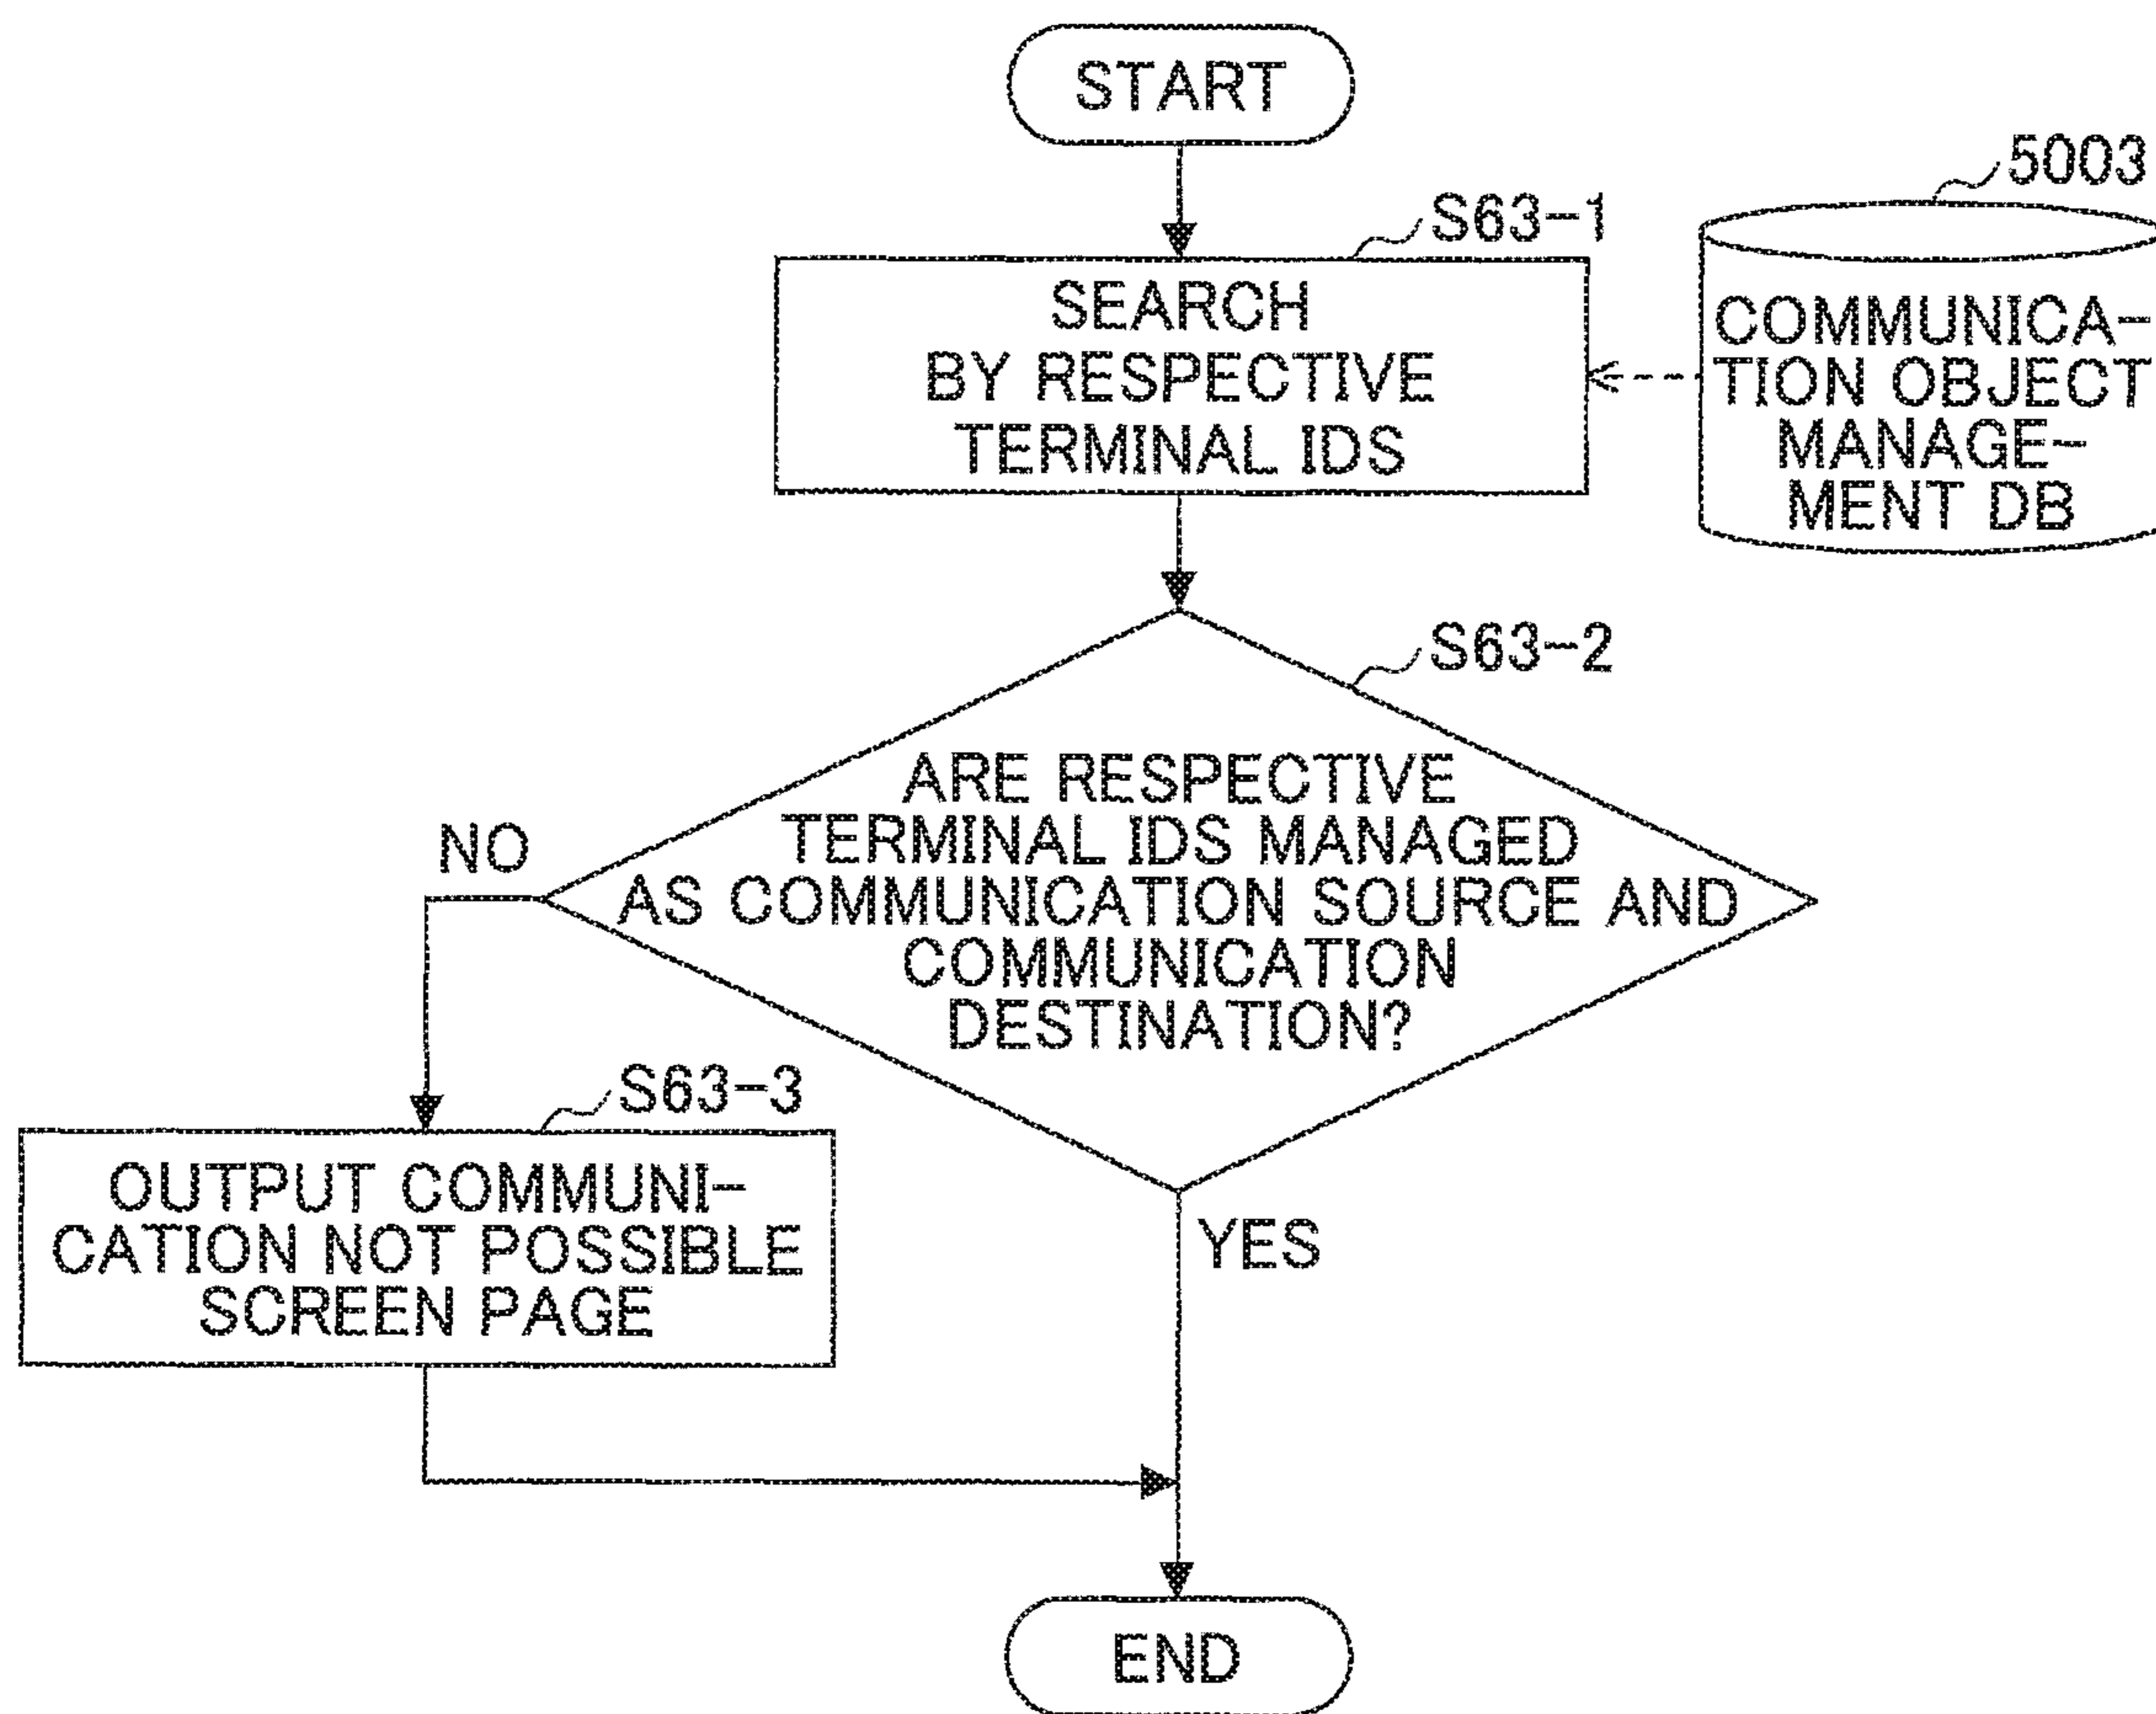 START
5003
S63-1
SEARCH
BY RESPECTIVE
TERMINAL IDS
COMMUNICA-
TION OBJECT
MANAGE-
MENT DB
S63-2
ARE RESPECTIVE
TERMINAL IDS MANAGED
AS COMMUNICATION SOURCE AND
COMMUNICATION
DESTINATION?
NO
S63-3
OUTPUT COMMUNI-
CATION NOT POSSIBLE
SCREEN PAGE
YES
END